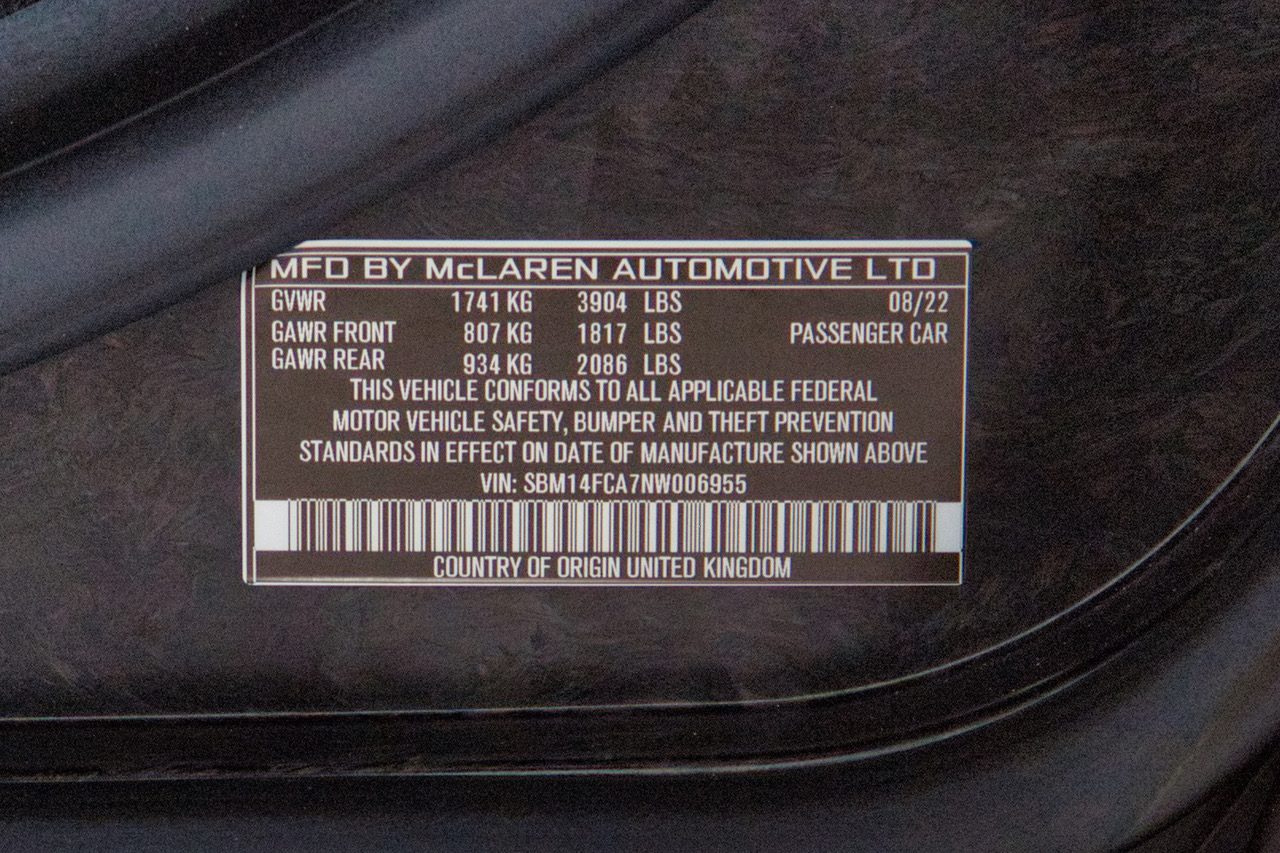 MFD BY McLAREN AUTOMOTIVE LTD
GVWR 1741 KG 3904 LBS 08/22
GAWR FRONT 807 KG 1817 LBS PASSENGER CAR
GAWR REAR 934 KG 2086 LBS
THIS VEHICLE CONFORMS TO ALL APPLICABLE FEDERAL
MOTOR VEHICLE SAFETY, BUMPER AND THEFT PREVENTION
STANDARDS IN EFFECT ON DATE OF MANUFACTURE SHOWN ABOVE
VIN: SBM14FCA7NW006955
COUNTRY OF ORIGIN UNITED KINGDOM